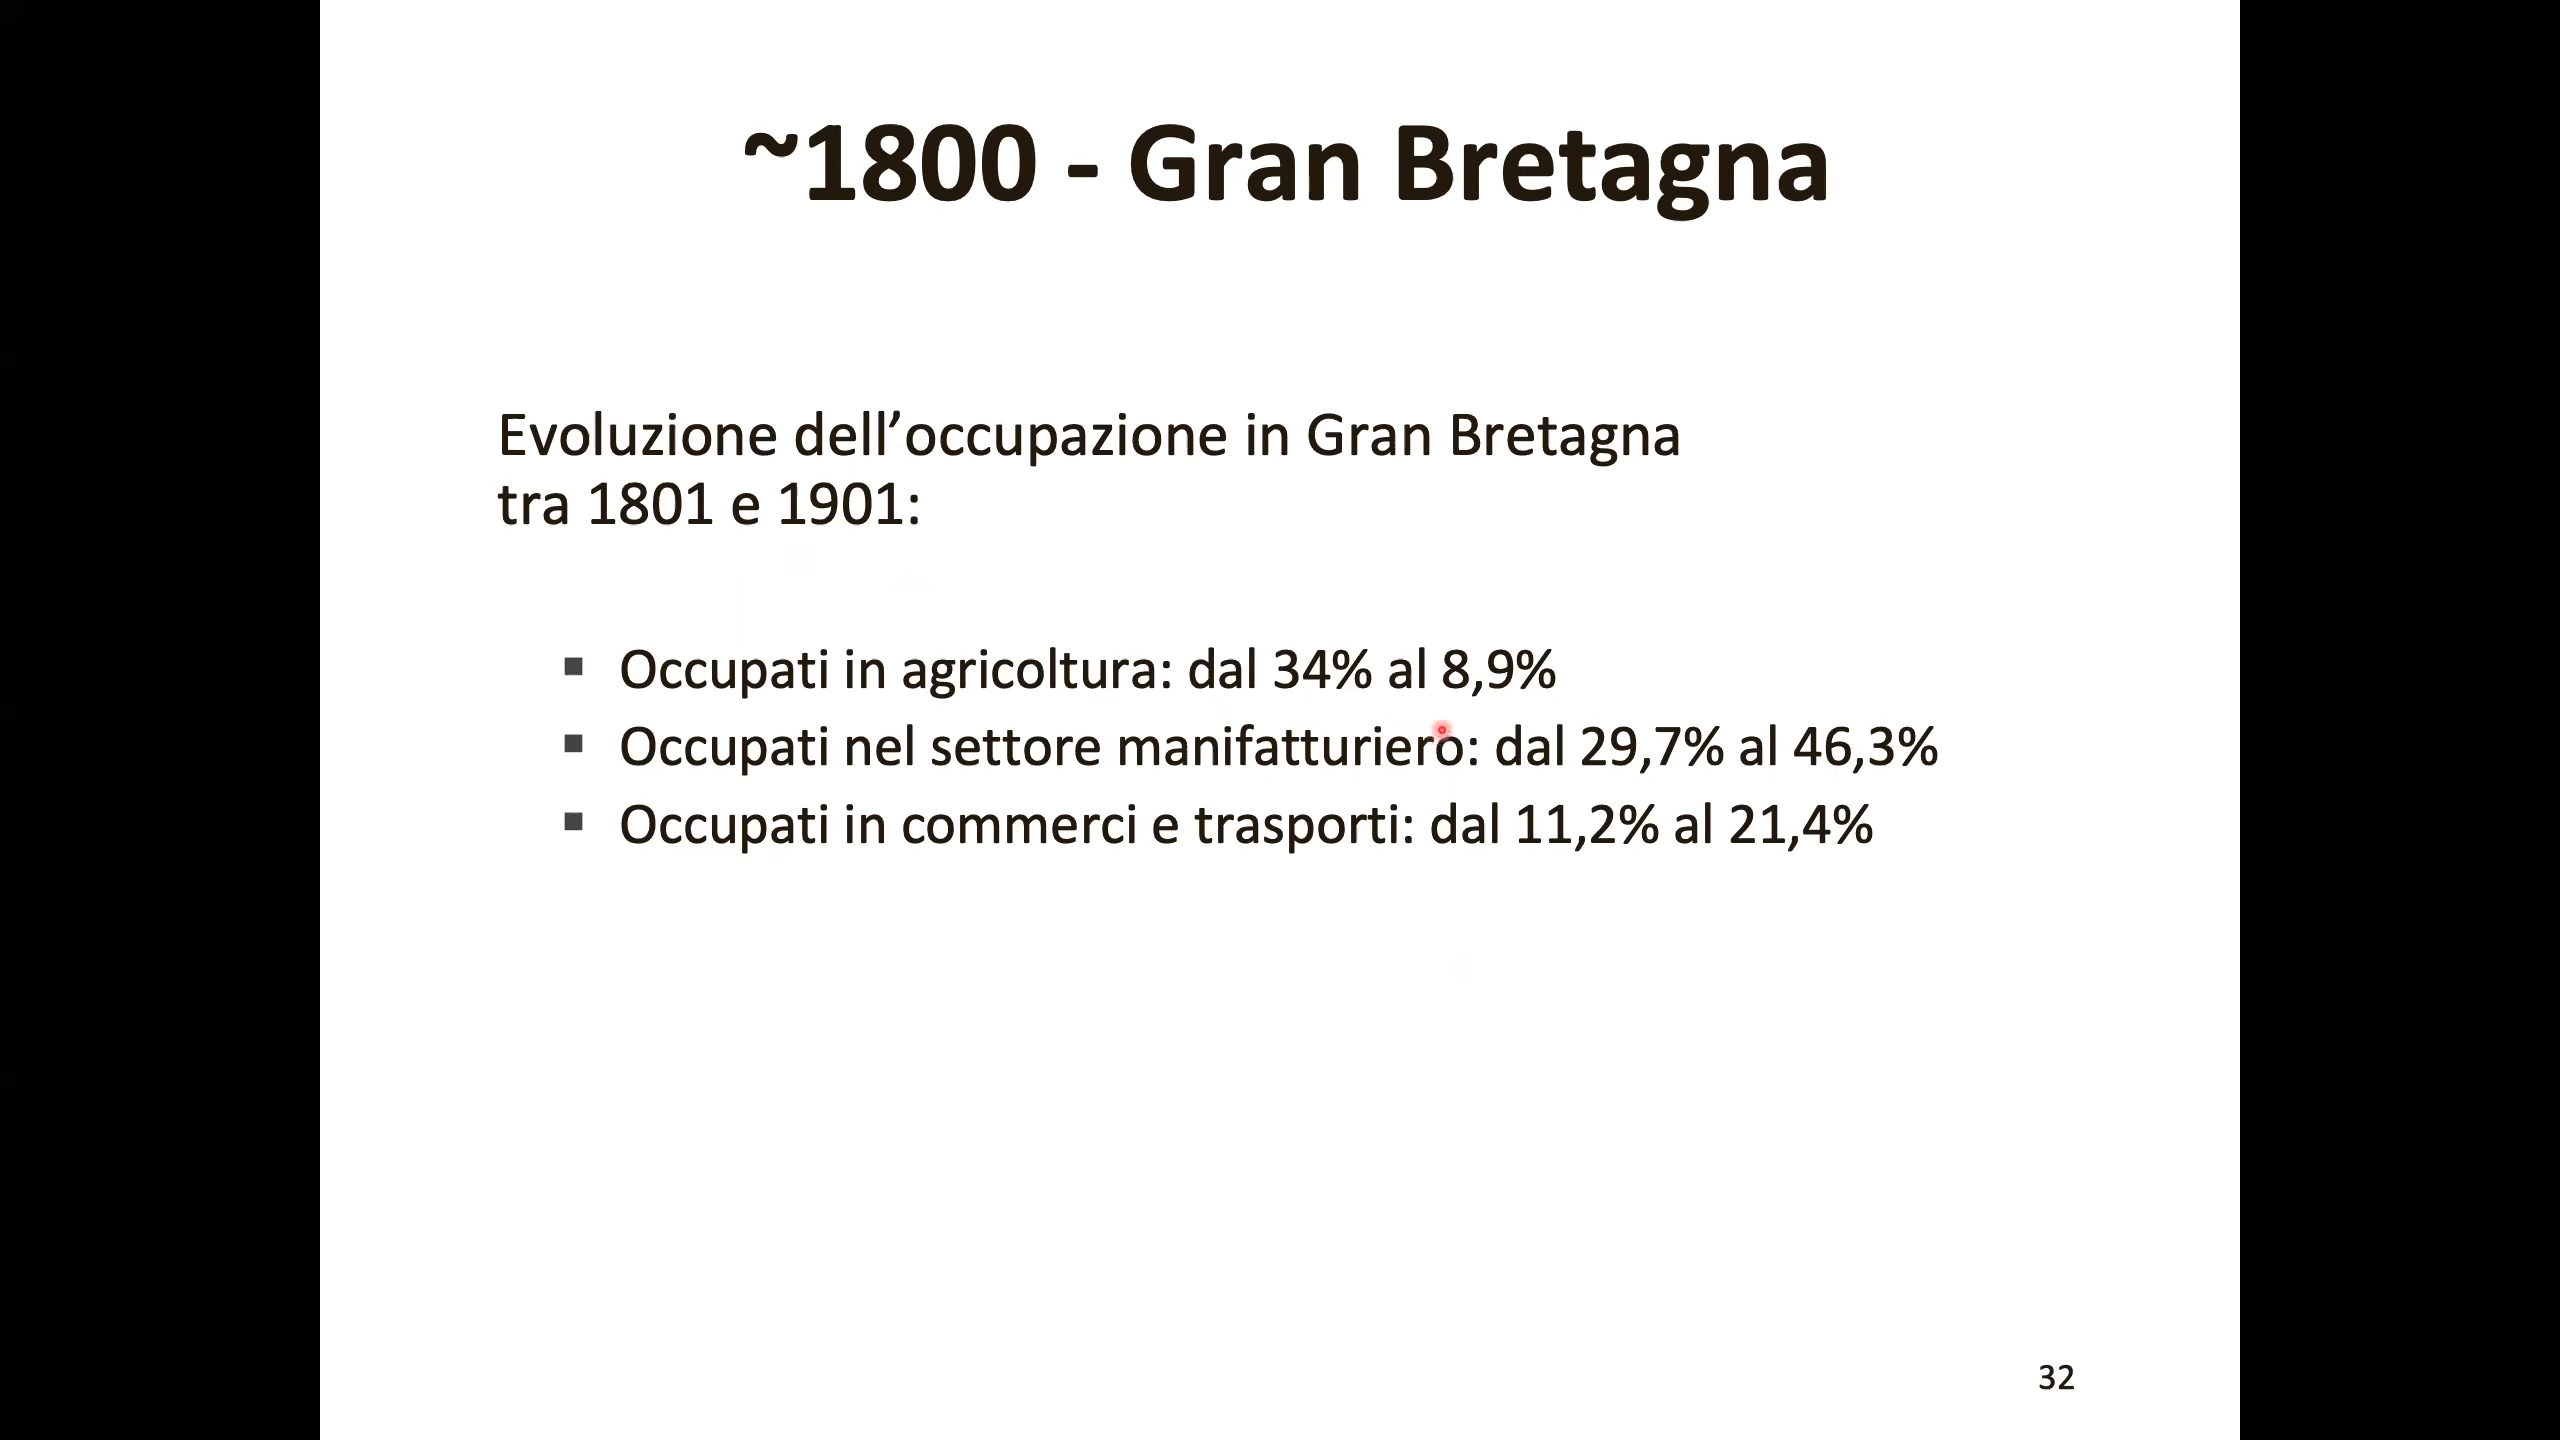 ~1800 - Gran Bretagna
Evoluzione dell’occupazione in Gran Bretagna
tra 1801 e 1901:
▪ Occupati in agricoltura: dal 34% al 8,9%
▪ Occupati nel settore manifatturiero: dal 29,7% al 46,3%
▪ Occupati in commerci e trasporti: dal 11,2% al 21,4%
32